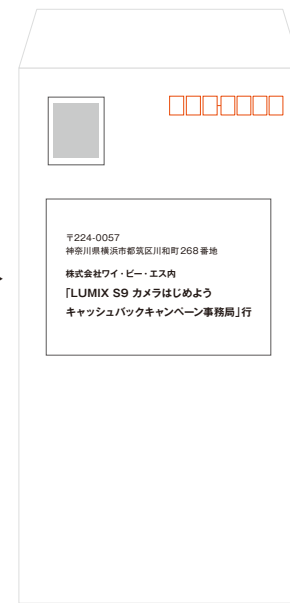 〒224-0057
神奈川県横浜市都筑区川和町268番地
株式会社ワイ・ピー・エス内
「LUMIX S9 カメラはじめよう
キャッシュバックキャンペーン事務局」行